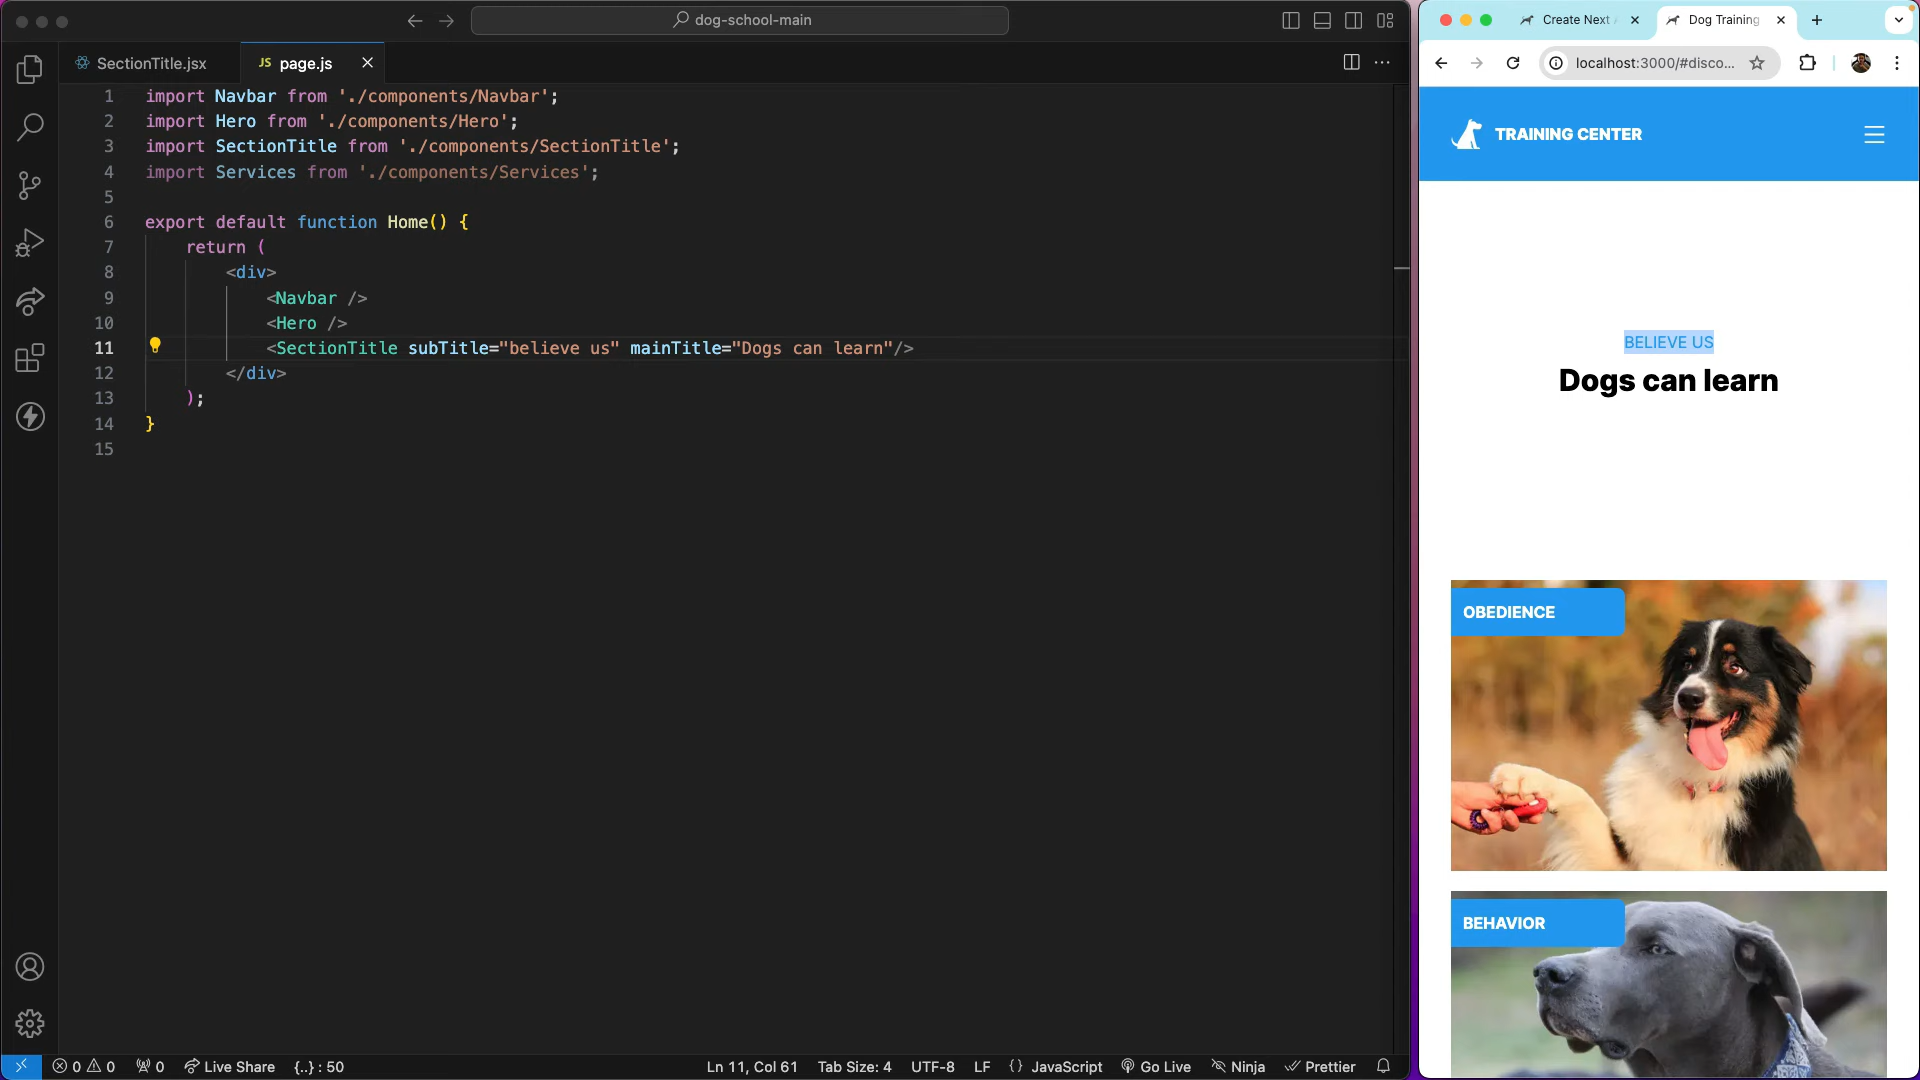 dog-school-main
SectionTitle.jsx
JS page.js
1 import Navbar from './components/Navbar';
2 import Hero from './components/Hero';
3 import SectionTitle from './components/SectionTitle';
4 import Services from './components/Services';
5
6 export default function Home() {
7 return (
8 <div>
9 <Navbar />
10 <Hero />
11 <SectionTitle subTitle="believe us" mainTitle="Dogs can learn"/>
12 </div>
13 );
14 }
15
0 0 0 Live Share {..} : 50 Ln 11, Col 61 Tab Size: 4 UTF-8 LF {} JavaScript Go Live Ninja Prettier
Create Next
Dog Training
localhost:3000/#disco...
TRAINING CENTER
BELIEVE US
Dogs can learn
OBEDIENCE
BEHAVIOR